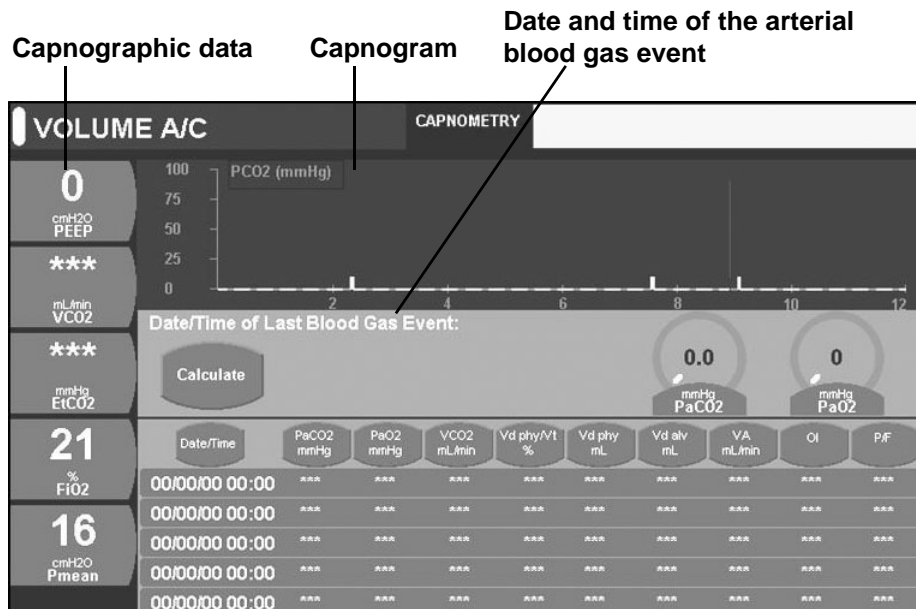 Date and time of the arterial
Capnographic data Capnogram blood gas event
VOLUME A/C CAPNOMETRY
0
cmH2O
PEEP
***
mL/min
VCO2
***
mmHg
EtCO2
21
%
FiO2
16
cmH2O
Pmean
PCO2 (mmHg)
100
75
50
25
0
2 4 6 8 10 12
Date/Time of Last Blood Gas Event:
Calculate
0.0
mmHg
PaCO2
0
mmHg
PaO2
Date/Time PaCO2 PaO2 VCO2 Vd phy/Vt Vd phy Vd alv VA OI P/F
mmHg mmHg mL/min % mL mL mL/min
00/00/00 00:00 *** *** *** *** *** *** *** *** ***
00/00/00 00:00 *** *** *** *** *** *** *** *** ***
00/00/00 00:00 *** *** *** *** *** *** *** *** ***
00/00/00 00:00 *** *** *** *** *** *** *** *** ***
00/00/00 00:00 *** *** *** *** *** *** *** *** ***